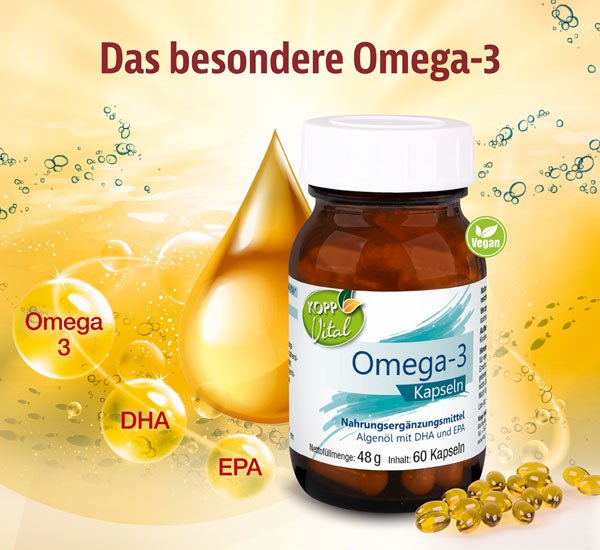 Das besondere Omega-3
Vegan
KOPP
Vital
Omega
3
Omega-3
Kapseln
DHA
Nahrungsergänzungsmittel
Algenöl mit DHA und EPA
EPA
Nettofüllmenge: 48 g Inhalt: 60 Kapseln